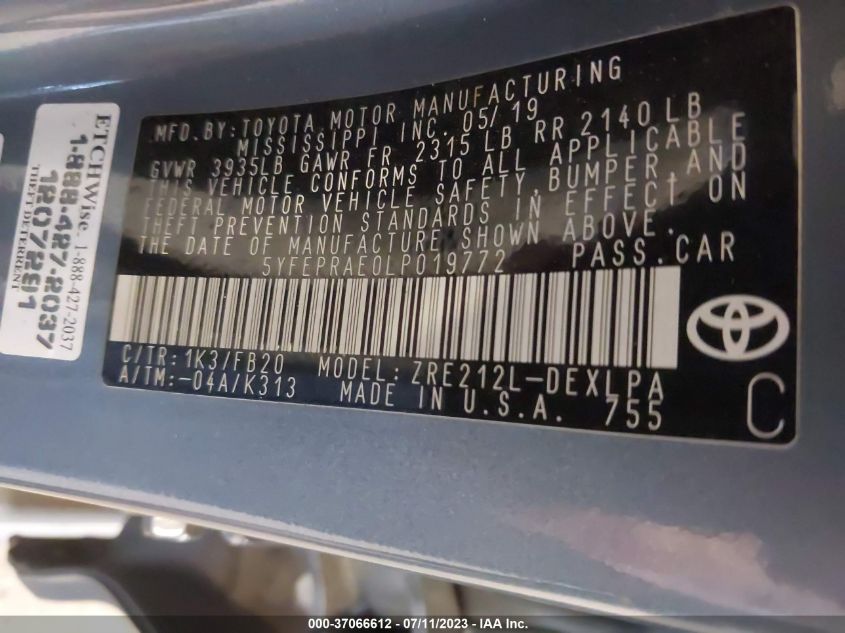 MFD. BY: TOYOTA MOTOR MANUFACTURING
MISSISSIPPI INC. 05/19
GVWR 3935LB GAWR FR 2315 LB RR 2140LB
THIS VEHICLE CONFORMS TO ALL APPLICABLE
FEDERAL MOTOR VEHICLE SAFETY, BUMPER, AND
THEFT PREVENTION STANDARDS IN EFFECT ON
THE DATE OF MANUFACTURE SHOWN ABOVE.
5YFEPRAE0LP019772 PASS.CAR
C/TR: 1K3/FB20 MODEL: ZRE212L-DEXLPA
A/TM: -04A/K313 MADE IN U.S.A. 755
C
ETCHWise. 1-888-427-2037
1-888-427-2037
THEFT DETERRENT
000-37066612 - 07/11/2023 - IAA Inc.